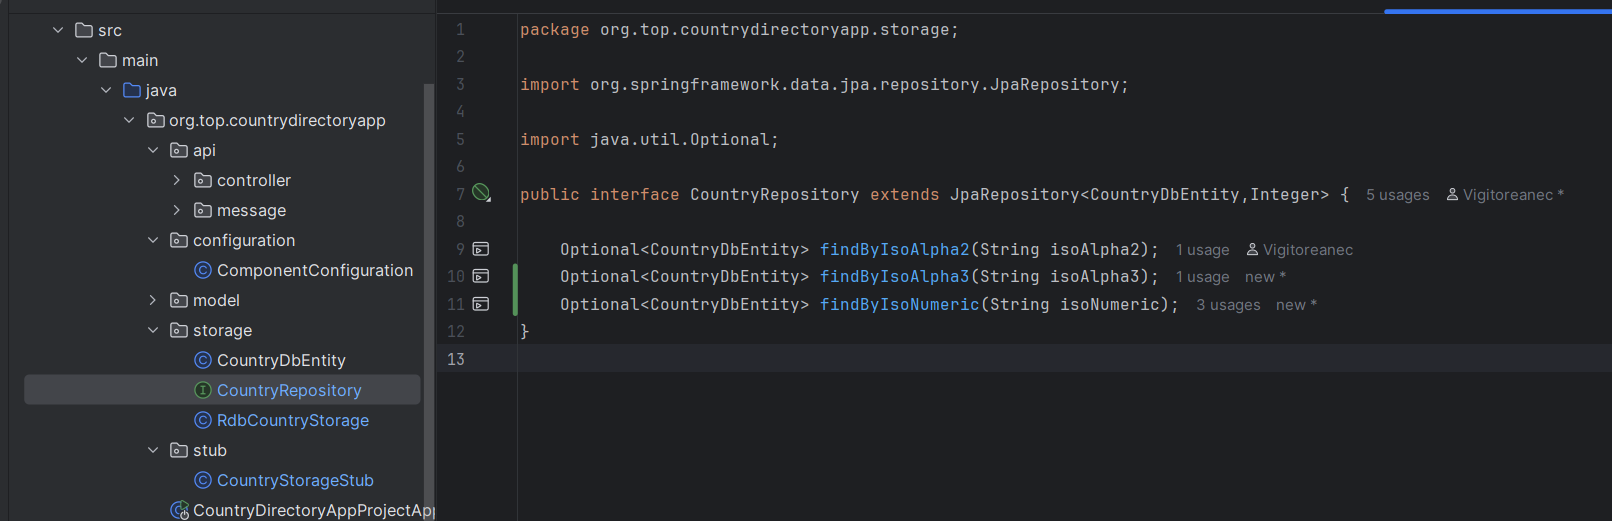 src
main
java
org.top.countrydirectoryapp
api
controller
message
configuration
ComponentConfiguration
model
storage
CountryDbEntity
CountryRepository
RdbCountryStorage
stub
CountryStorageStub
CountryDirectoryAppProjectApp
1 package org.top.countrydirectoryapp.storage;
2
3 import org.springframework.data.jpa.repository.JpaRepository;
4
5 import java.util.Optional;
6
7 public interface CountryRepository extends JpaRepository<CountryDbEntity,Integer> { 5 usages Vigitoreanec *
8
9 Optional<CountryDbEntity> findByIsoAlpha2(String isoAlpha2); 1 usage Vigitoreanec
10 Optional<CountryDbEntity> findByIsoAlpha3(String isoAlpha3); 1 usage new *
11 Optional<CountryDbEntity> findByIsoNumeric(String isoNumeric); 3 usages new *
12 }
13